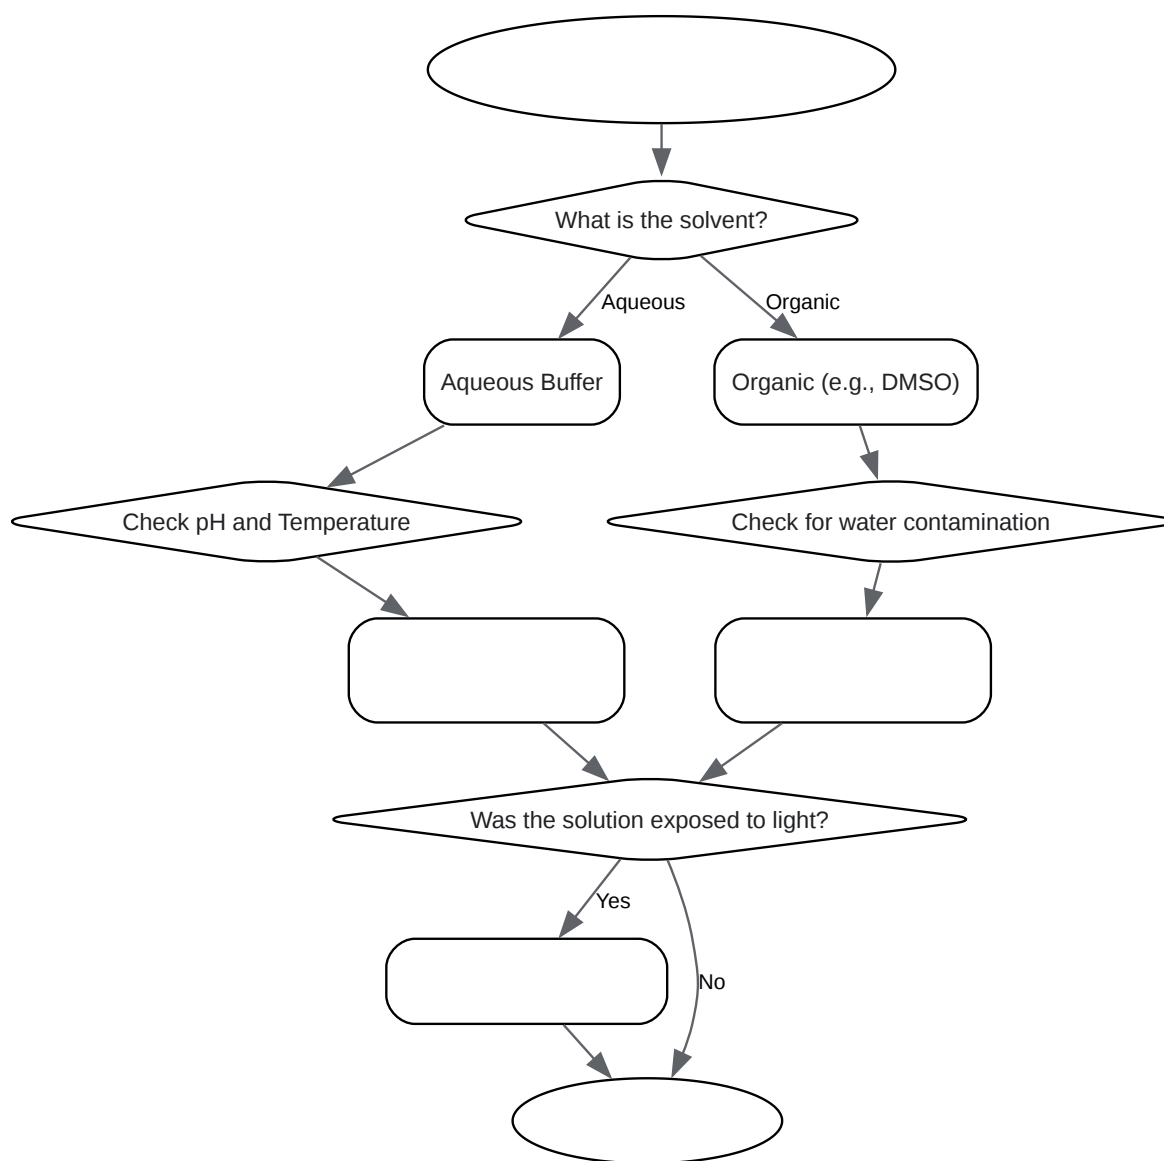 What is the solvent?
Aqueous
Organic
Aqueous Buffer
Organic (e.g., DMSO)
Check pH and Temperature
Check for water contamination
Was the solution exposed to light?
Yes
No